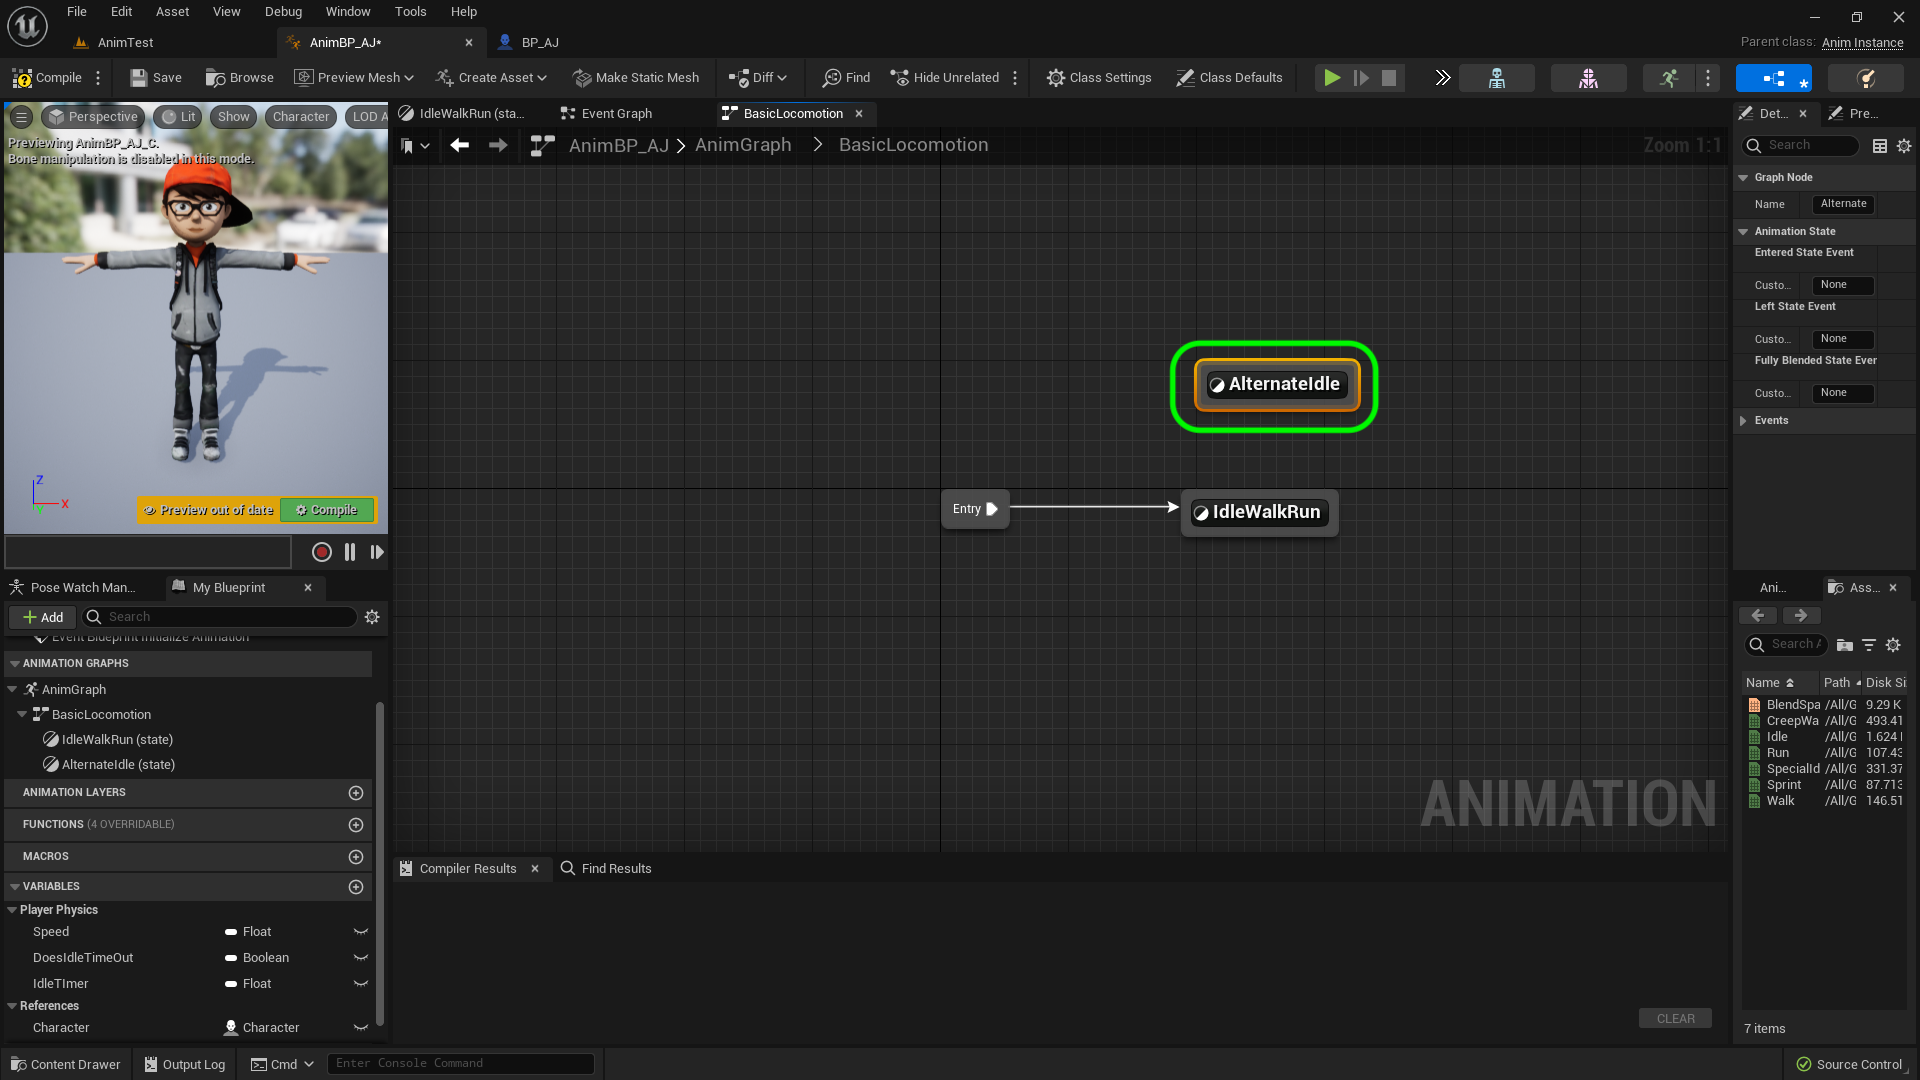 File Edit Asset View Debug Window Tools Help
AnimTest
AnimBP_AJ*
BP_AJ
Parent class: Anim Instance
Compile
Save
Browse
Preview Mesh
Create Asset
Make Static Mesh
Diff
Find
Hide Unrelated
Class Settings
Class Defaults
Perspective
Lit
Show
Character
LOD A
Previewing AnimBP_AJ_C.
Bone manipulation is disabled in this mode.
Z
X
Y
Preview out of date
Compile
IdleWalkRun (sta...
Event Graph
BasicLocomotion
AnimBP_AJ > AnimGraph > BasicLocomotion
Zoom 1:1
AlternateIdle
Entry
IdleWalkRun
ANIMATION
Det...
Pre...
Search
Graph Node
Name Alternate
Animation State
Entered State Event
Custo... None
Left State Event
Custo... None
Fully Blended State Ever
Custo... None
Events
Pose Watch Man...
My Blueprint
Add
Search
Event Blueprint Initialize Animation
ANIMATION GRAPHS
AnimGraph
BasicLocomotion
IdleWalkRun (state)
AlternateIdle (state)
ANIMATION LAYERS
FUNCTIONS (4 OVERRIDABLE)
MACROS
VARIABLES
Player Physics
Speed Float
DoesIdleTimeOut Boolean
IdleTImer Float
References
Character Character
Compiler Results
Find Results
CLEAR
Ani...
Ass...
Search A
Name Path Disk Si
BlendSpa /All/G 9.29 K
CreepWa /All/G 493.41
Idle /All/G 1.624
Run /All/G 107.43
SpecialId /All/G 331.37
Sprint /All/G 87.713
Walk /All/G 146.51
7 items
Content Drawer
Output Log
Cmd
Enter Console Command
Source Control